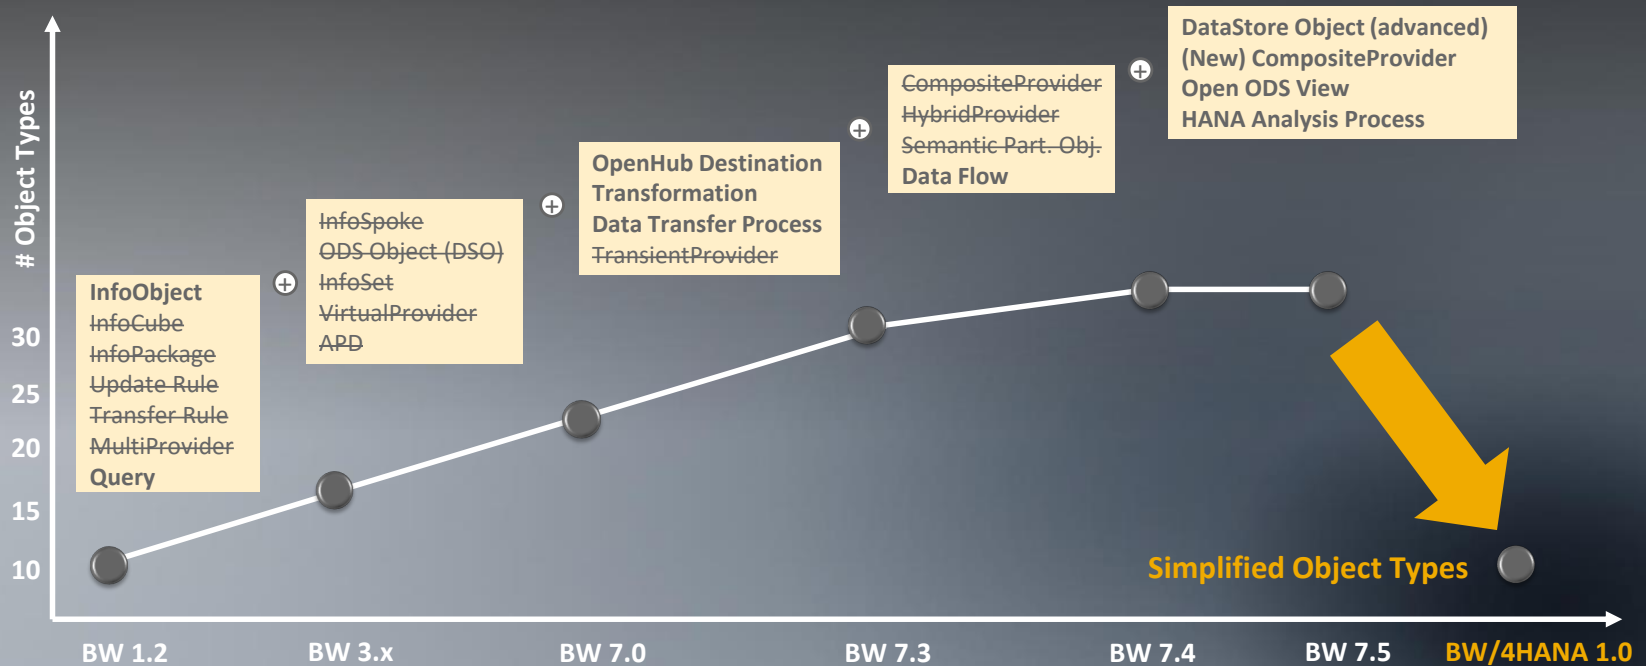 # Object Types
30
25
20
15
10
InfoObject
InfoCube
InfoPackage
Update Rule
Transfer Rule
MultiProvider
Query
+
InfoSpoke
ODS Object (DSO)
InfoSet
VirtualProvider
APD
+
OpenHub Destination
Transformation
Data Transfer Process
TransientProvider
+
CompositeProvider
HybridProvider
Semantic Part. Obj.
Data Flow
+
DataStore Object (advanced)
(New) CompositeProvider
Open ODS View
HANA Analysis Process
Simplified Object Types
BW 1.2
BW 3.x
BW 7.0
BW 7.3
BW 7.4
BW 7.5
BW/4HANA 1.0